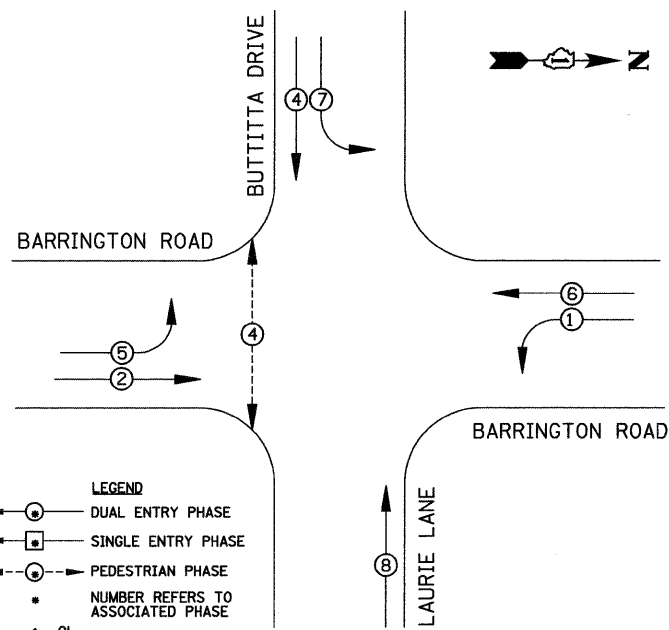 BUTTITTA DRIVE
N
4
7
BARRINGTON ROAD
6
1
4
5
2
BARRINGTON ROAD
LEGEND
* DUAL ENTRY PHASE
* SINGLE ENTRY PHASE
* PEDESTRIAN PHASE
* NUMBER REFERS TO
ASSOCIATED PHASE
8
LAURIE LANE